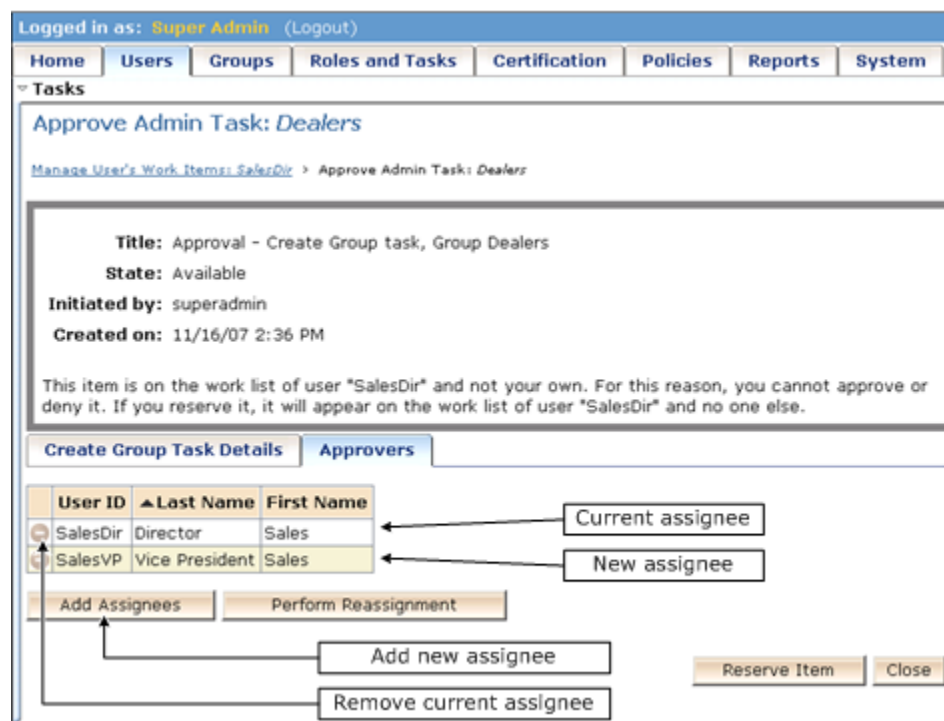 Logged in as: Super Admin (Logout)
Home Users Groups Roles and Tasks Certification Policies Reports System
Tasks
Approve Admin Task: Dealers
Manage User's Work Items: SalesDir > Approve Admin Task: Dealers
Title: Approval - Create Group task, Group Dealers
State: Available
Initiated by: superadmin
Created on: 11/16/07 2:36 PM
This item is on the work list of user "SalesDir" and not your own. For this reason, you cannot approve or
deny it. If you reserve it, it will appear on the work list of user "SalesDir" and no one else.
Create Group Task Details Approvers
User ID ▲Last Name First Name
SalesDir Director Sales
Current assignee
SalesVP Vice President Sales
New assignee
Add Assignees Perform Reassignment
Add new assignee
Reserve Item Close
Remove current assignee